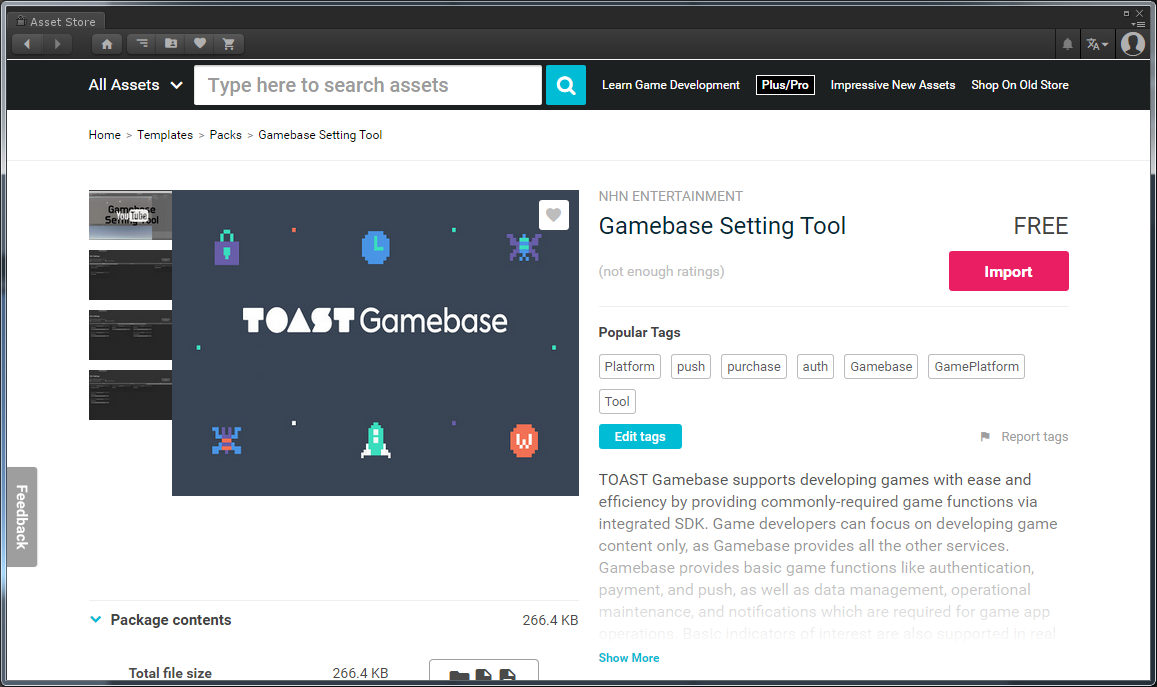 Asset Store
All Assets
Type here to search assets
Learn Game Development
Plus/Pro
Impressive New Assets
Shop On Old Store
Home > Templates > Packs > Gamebase Setting Tool
Gamebase
Setting Tool
YouTube
TOAST Gamebase
W
NHN ENTERTAINMENT
Gamebase Setting Tool
FREE
(not enough ratings)
Import
Popular Tags
Platform
push
purchase
auth
Gamebase
GamePlatform
Tool
Edit tags
Report tags
TOAST Gamebase supports developing games with ease and
efficiency by providing commonly-required game functions via
integrated SDK. Game developers can focus on developing game
content only, as Gamebase provides all the other services.
Gamebase provides basic game functions like authentication,
payment, and push, as well as data management, operational
maintenance, and notifications which are required for game app
operations. Basic indicators of interest are also supported in real
Show More
Feedback
Package contents
266.4 KB
Total file size
266.4 KB